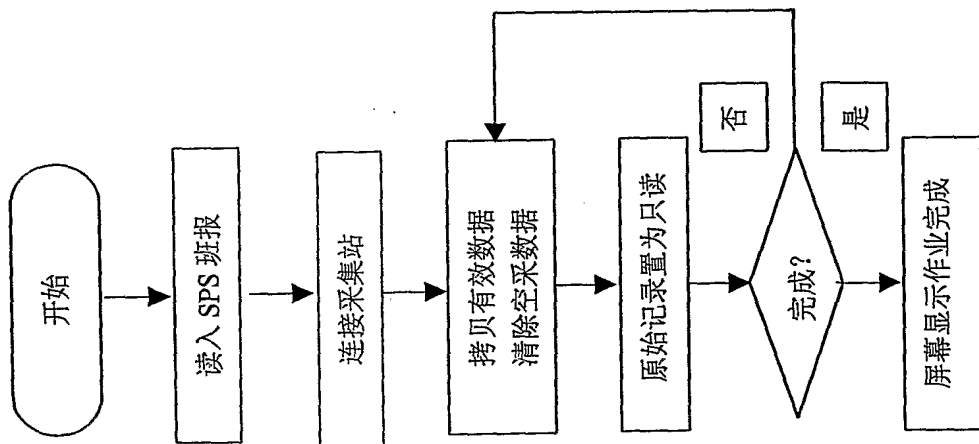 开始
读入 SPS 班报
连接采集站
拷贝有效数据
清除空采数据
原始记录置为只读
否
完成?
是
屏幕显示作业完成